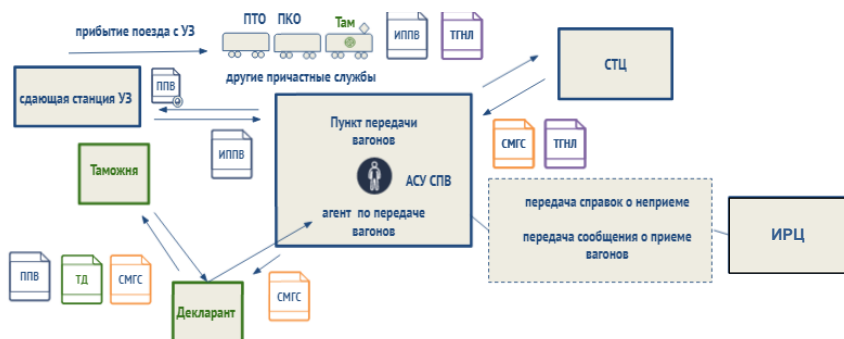 прибытие поезда с УЗ
ПТО
ПКО
Там
ИППВ
ТГНЛ
другие причастные службы
сдающая станция УЗ
ППВ
ИППВ
СТЦ
Пункт передачи
вагонов
АСУ СПВ
агент по передаче
вагонов
СМГС
ТГНЛ
Таможня
передача справок о неприеме
передача сообщения о приеме
вагонов
ИРЦ
ППВ
ТД
СМГС
Декларант
СМГС